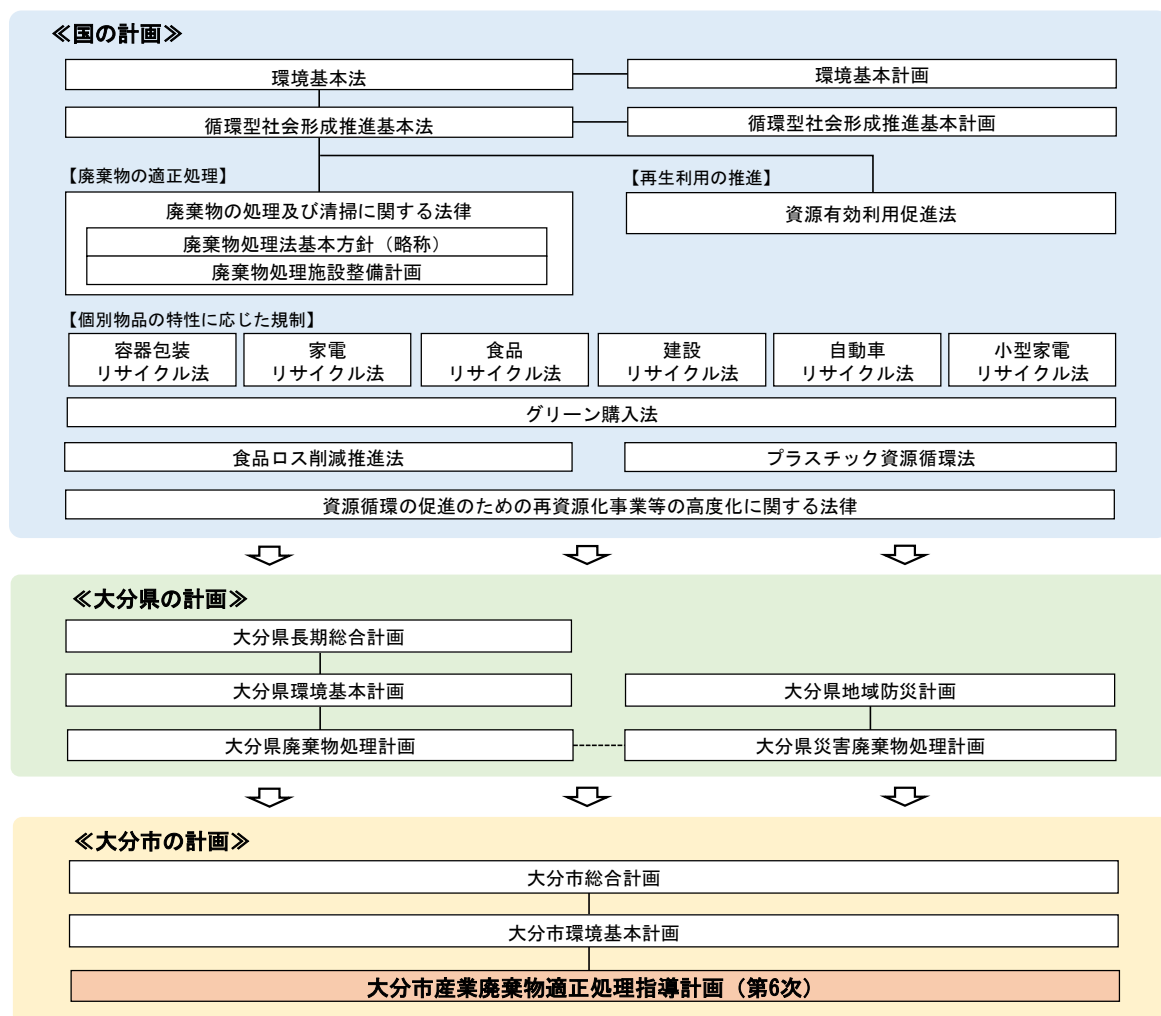 ≪国の計画≫
環境基本法
環境基本計画
循環型社会形成推進基本法
循環型社会形成推進基本計画
【廃棄物の適正処理】
【再生利用の推進】
廃棄物の処理及び清掃に関する法律
廃棄物処理法基本方針（略称）
廃棄物処理施設整備計画
資源有効利用促進法
【個別物品の特性に応じた規制】
容器包装
リサイクル法
家電
リサイクル法
食品
リサイクル法
建設
リサイクル法
自動車
リサイクル法
小型家電
リサイクル法
グリーン購入法
食品ロス削減推進法
プラスチック資源循環法
資源循環の促進のための再資源化事業等の高度化に関する法律
≪大分県の計画≫
大分県長期総合計画
大分県環境基本計画
大分県地域防災計画
大分県廃棄物処理計画
大分県災害廃棄物処理計画
≪大分市の計画≫
大分市総合計画
大分市環境基本計画
大分市産業廃棄物適正処理指導計画（第6次）